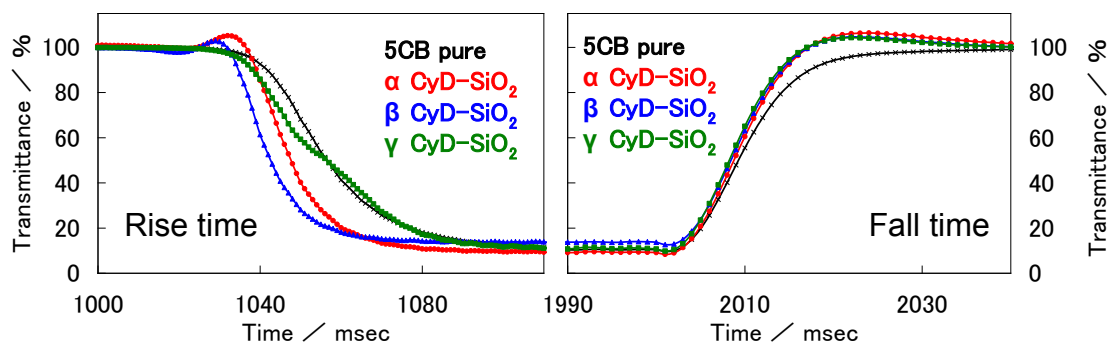 Transmittance ／ %
100
80
60
40
20
0
5CB pure
α CyD-SiO₂
β CyD-SiO₂
γ CyD-SiO₂
Rise time
1000
1040
1080
Time ／ msec
5CB pure
α CyD-SiO₂
β CyD-SiO₂
γ CyD-SiO₂
Fall time
1990
2010
2030
Time ／ msec
100
80
60
40
20
0
Transmittance ／ %